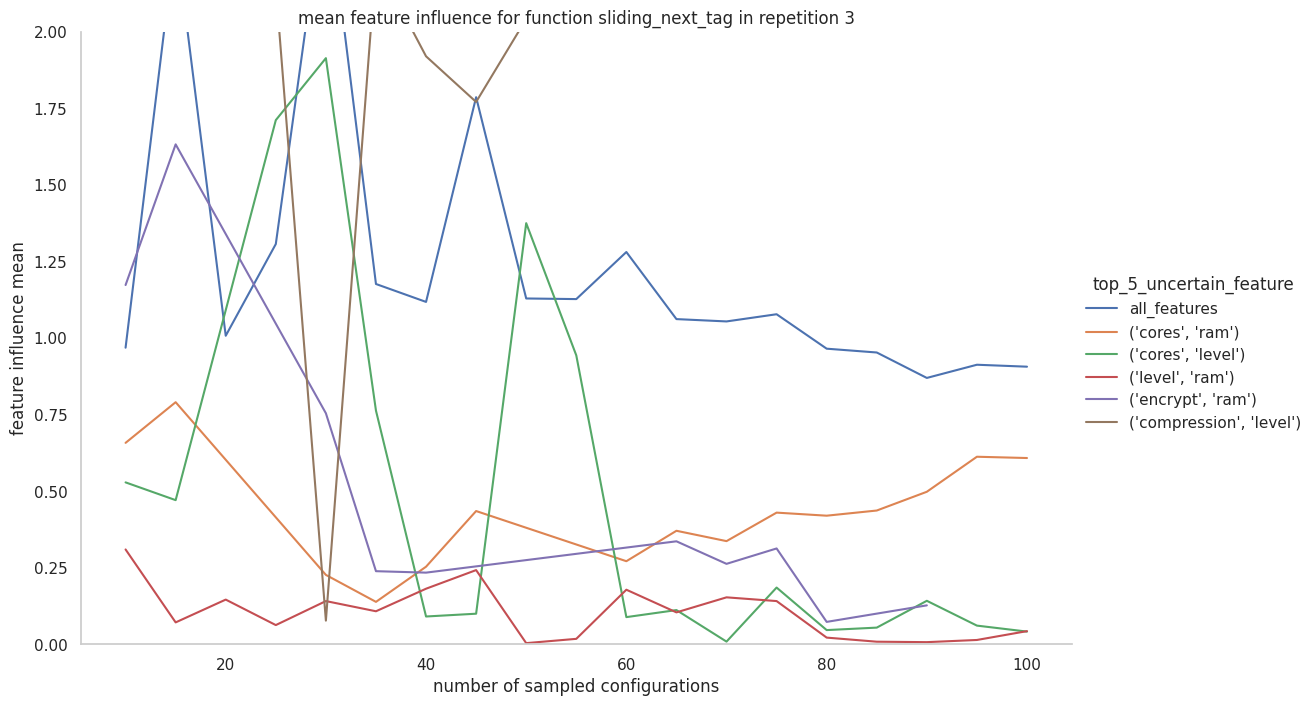 mean feature influence for function sliding_next_tag in repetition 3
2.00
1.75
1.50
1.25
1.00
0.75
0.50
0.25
0.00
feature influence mean
20
40
60
80
100
number of sampled configurations
top_5_uncertain_feature
all_features
('cores', 'ram')
('cores', 'level')
('level', 'ram')
('encrypt', 'ram')
('compression', 'level')